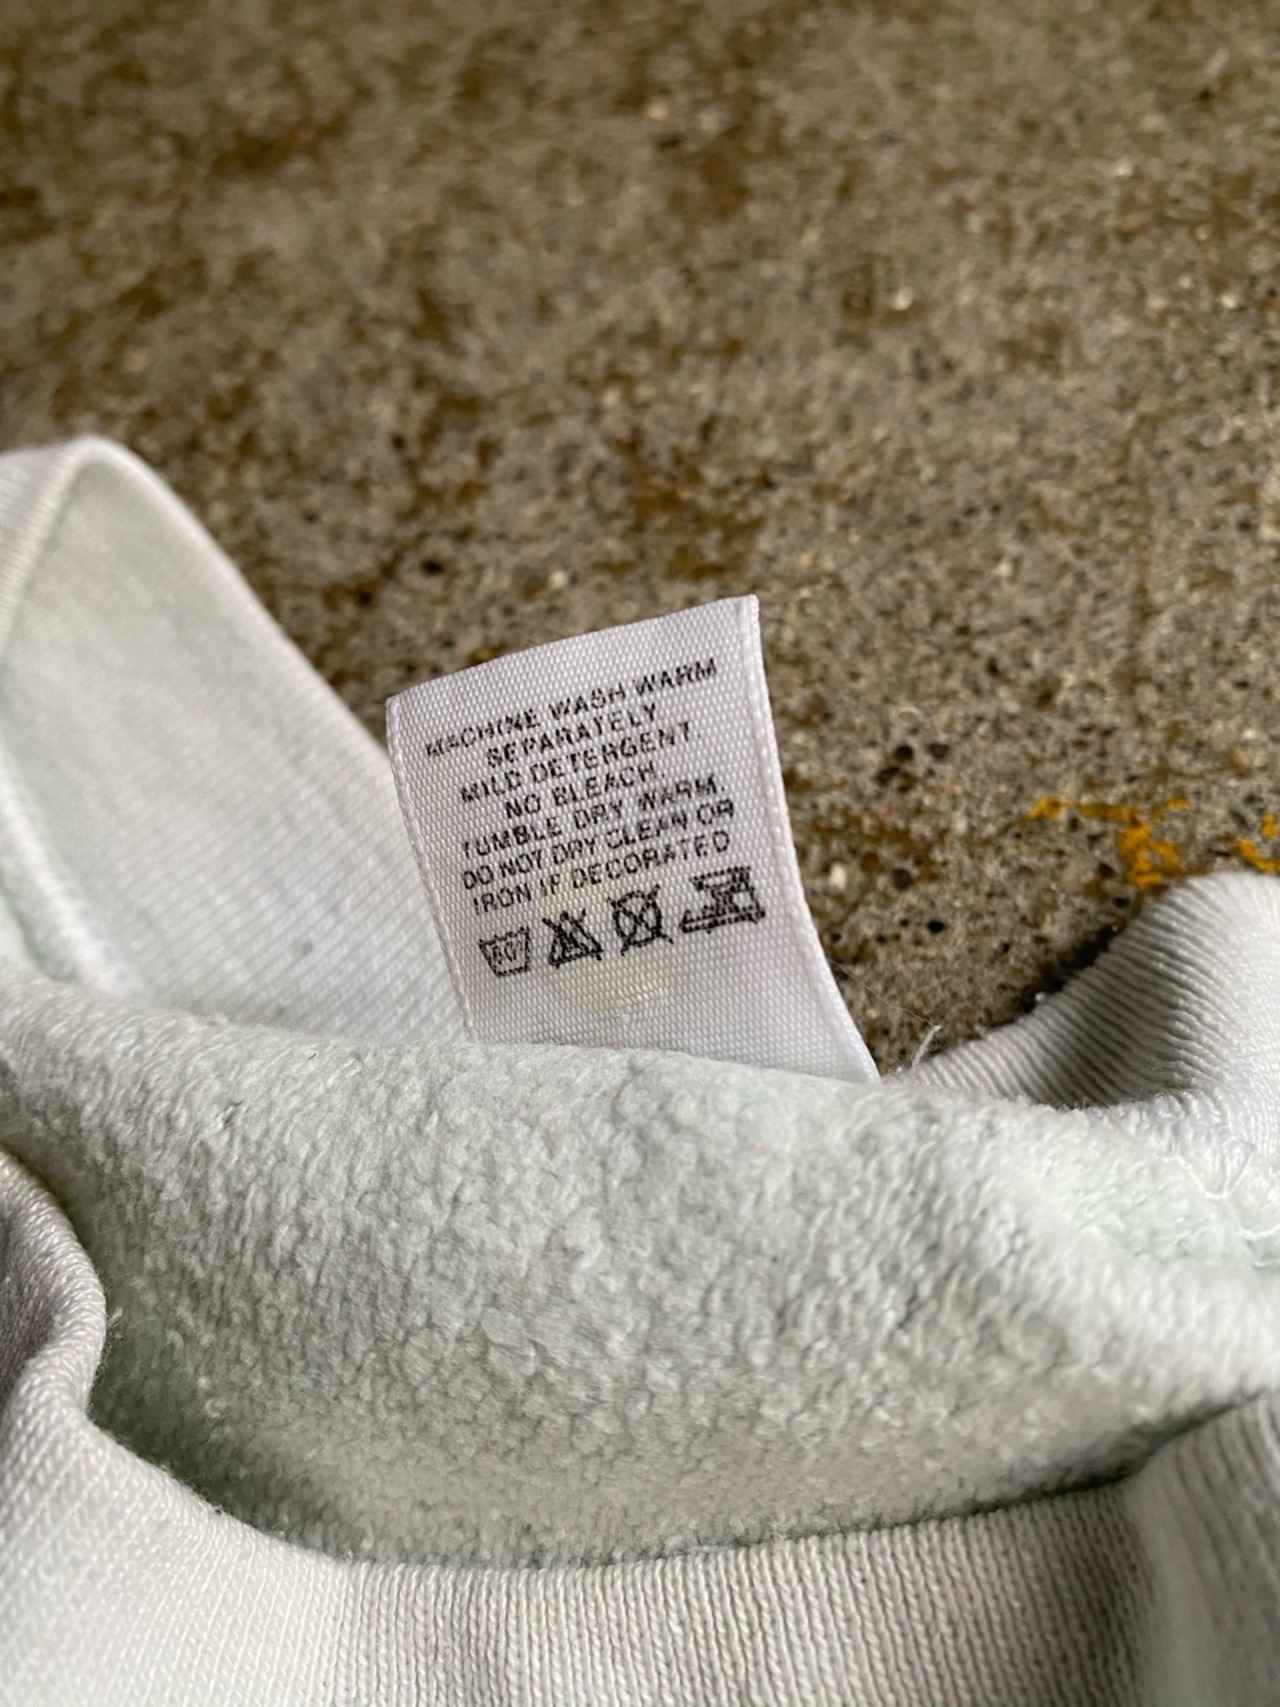 MACHINE WASH WARM
SEPARATELY
MILD DETERGENT
NO BLEACH.
TUMBLE DRY WARM.
DO NOT DRY CLEAN OR
IRON IF DECORATED